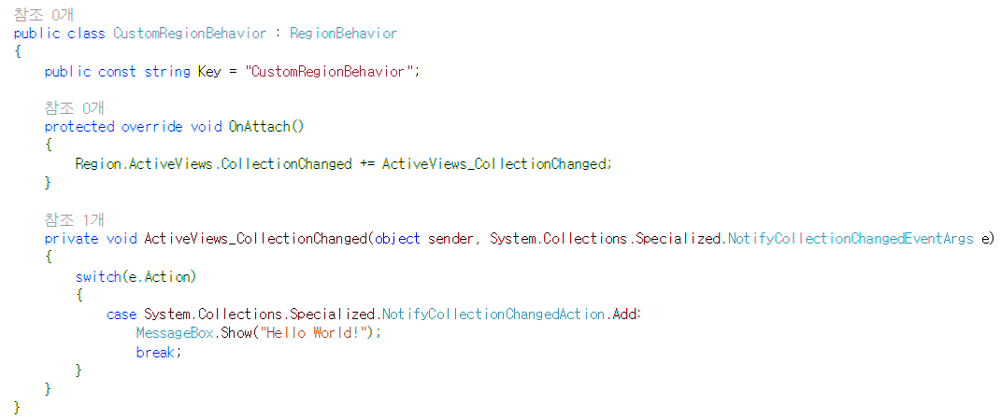 참조 0개
public class CustomRegionBehavior : RegionBehavior
{
    public const string Key = "CustomRegionBehavior";

    참조 0개
    protected override void OnAttach()
    {
        Region.ActiveViews.CollectionChanged += ActiveViews_CollectionChanged;
    }

    참조 1개
    private void ActiveViews_CollectionChanged(object sender, System.Collections.Specialized.NotifyCollectionChangedEventArgs e)
    {
        switch(e.Action)
        {
            case System.Collections.Specialized.NotifyCollectionChangedAction.Add:
                MessageBox.Show("Hello World!");
                break;
        }
    }
}